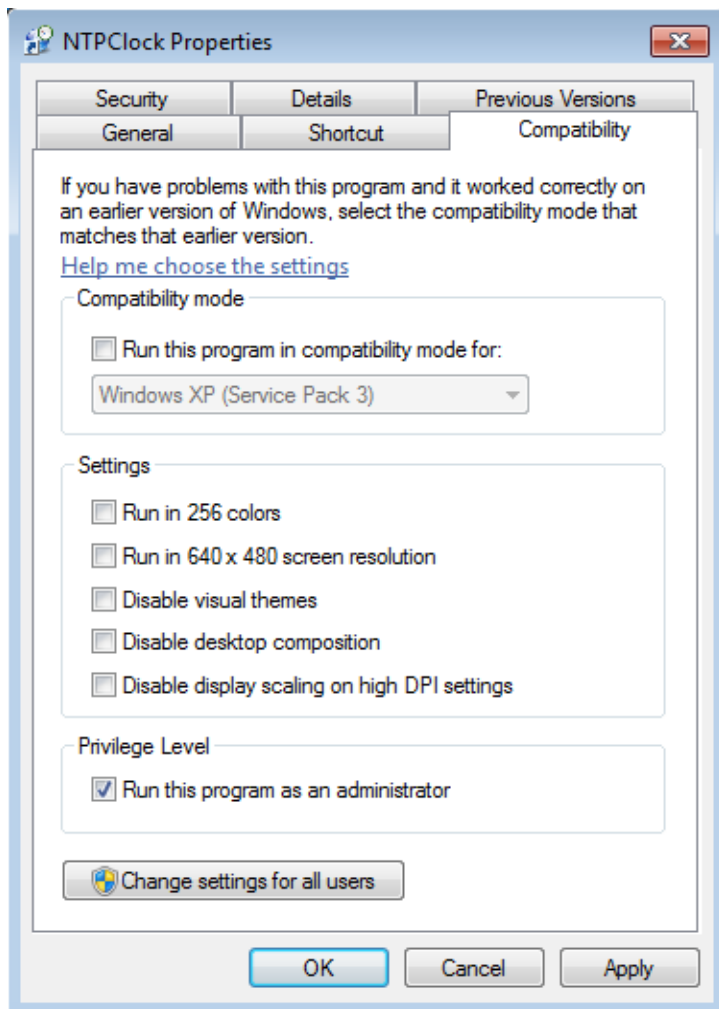 NTPClock Properties
Security Details Previous Versions
General Shortcut Compatibility
If you have problems with this program and it worked correctly on
an earlier version of Windows, select the compatibility mode that
matches that earlier version.
Help me choose the settings
Compatibility mode
Run this program in compatibility mode for:
Windows XP (Service Pack 3)
Settings
Run in 256 colors
Run in 640 x 480 screen resolution
Disable visual themes
Disable desktop composition
Disable display scaling on high DPI settings
Privilege Level
Run this program as an administrator
Change settings for all users
OK Cancel Apply